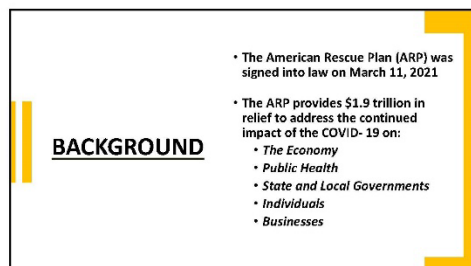 BACKGROUND
• The American Rescue Plan (ARP) was
signed into law on March 11, 2021
• The ARP provides $1.9 trillion in
relief to address the continued
impact of the COVID- 19 on:
• The Economy
• Public Health
• State and Local Governments
• Individuals
• Businesses